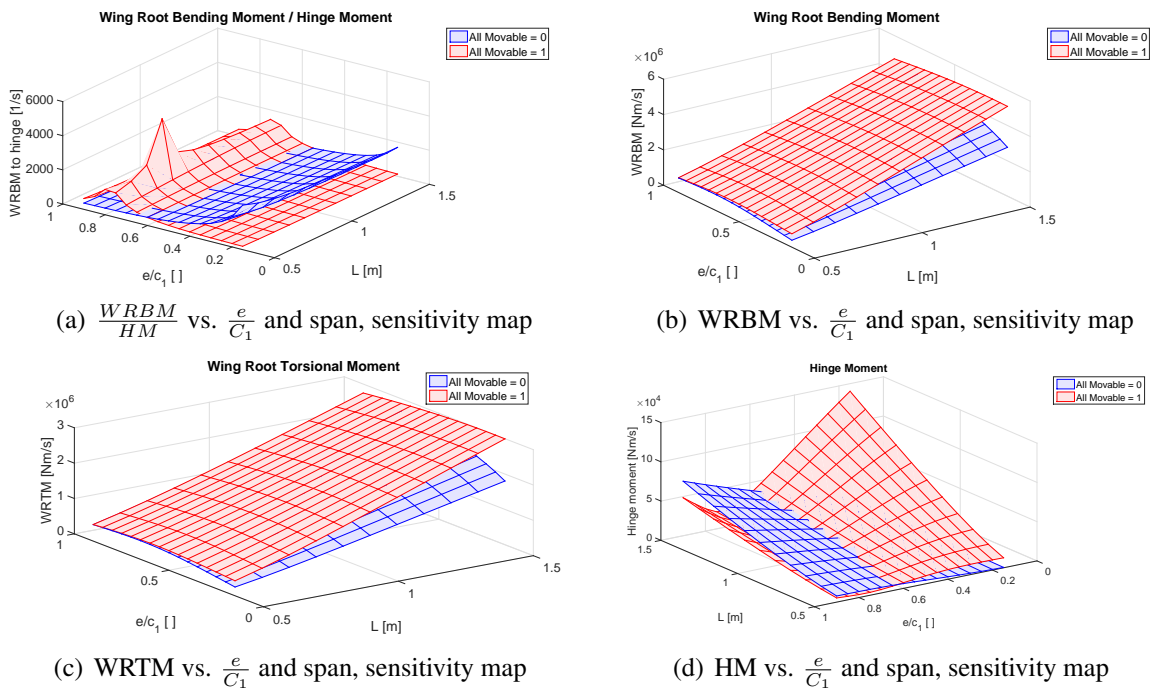 Wing Root Bending Moment / Hinge Moment
All Movable = 0
All Movable = 1
WRBM to hinge [1/s]
6000
4000
2000
0
1
0.8
0.6
0.4
0.2
0
e/c1 [ ]
0.5
1
1.5
L [m]
(a) WRBM/HM vs. e/C1 and span, sensitivity map
Wing Root Bending Moment
All Movable = 0
All Movable = 1
×10^6
WRBM [Nm/s]
6
4
2
0
1
0.5
0
e/c1 [ ]
0.5
1
1.5
L [m]
(b) WRBM vs. e/C1 and span, sensitivity map
Wing Root Torsional Moment
All Movable = 0
All Movable = 1
×10^6
WRTM [Nm/s]
3
2
1
0
1
0.5
0
e/c1 [ ]
0.5
1
1.5
L [m]
(c) WRTM vs. e/C1 and span, sensitivity map
Hinge Moment
All Movable = 0
All Movable = 1
×10^4
Hinge moment [Nm/s]
15
10
5
0
1.5
1
0.5
L [m]
1
0.8
0.6
0.4
0.2
0
e/c1 [ ]
(d) HM vs. e/C1 and span, sensitivity map